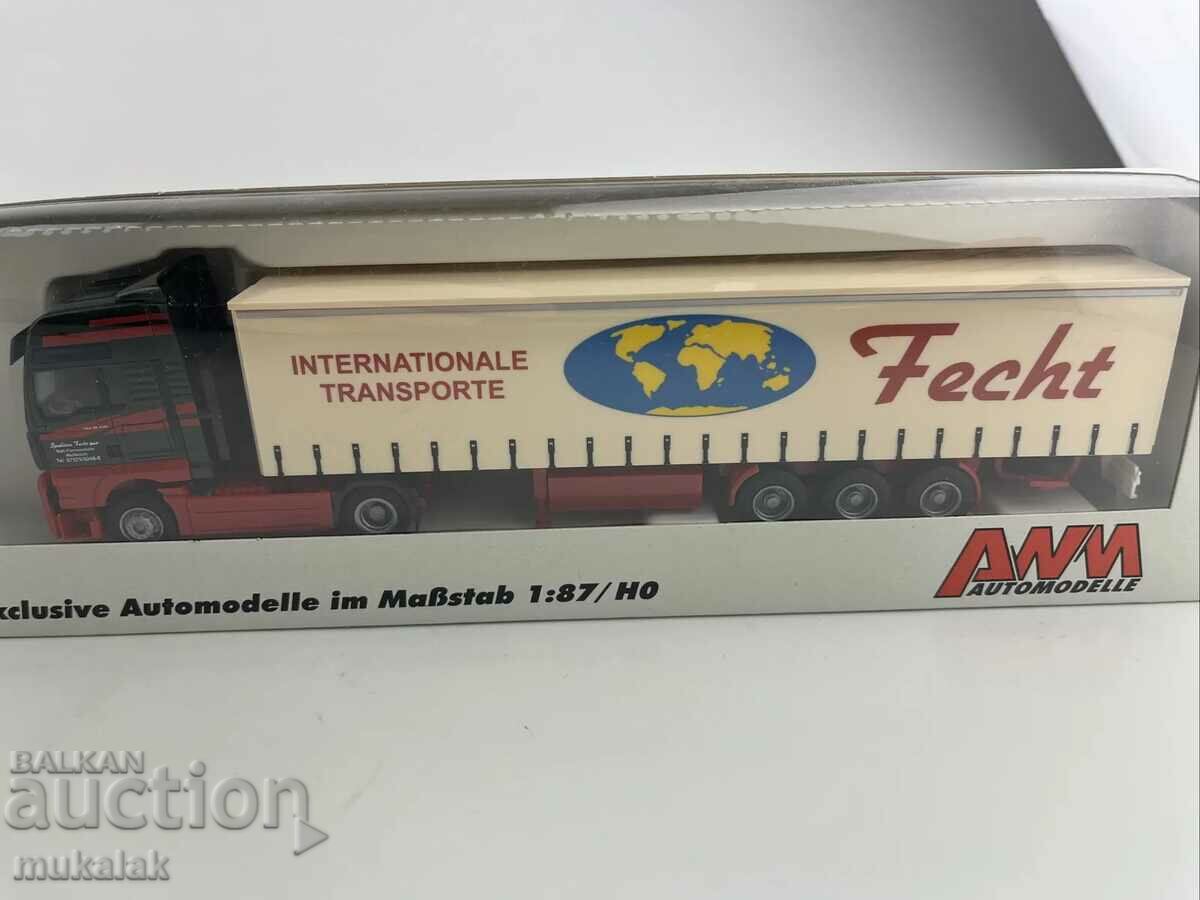 INTERNATIONALE
TRANSPORTE
Fecht
xclusive Automodelle im Maßstab 1:87/H0
AWM
AUTOMODELLE
BALKAN
auction
mukalak